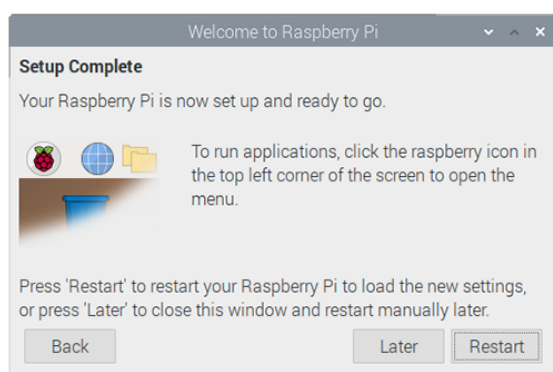 Welcome to Raspberry Pi
Setup Complete
Your Raspberry Pi is now set up and ready to go.
To run applications, click the raspberry icon in
the top left corner of the screen to open the
menu.
Press 'Restart' to restart your Raspberry Pi to load the new settings,
or press 'Later' to close this window and restart manually later.
Back
Later
Restart